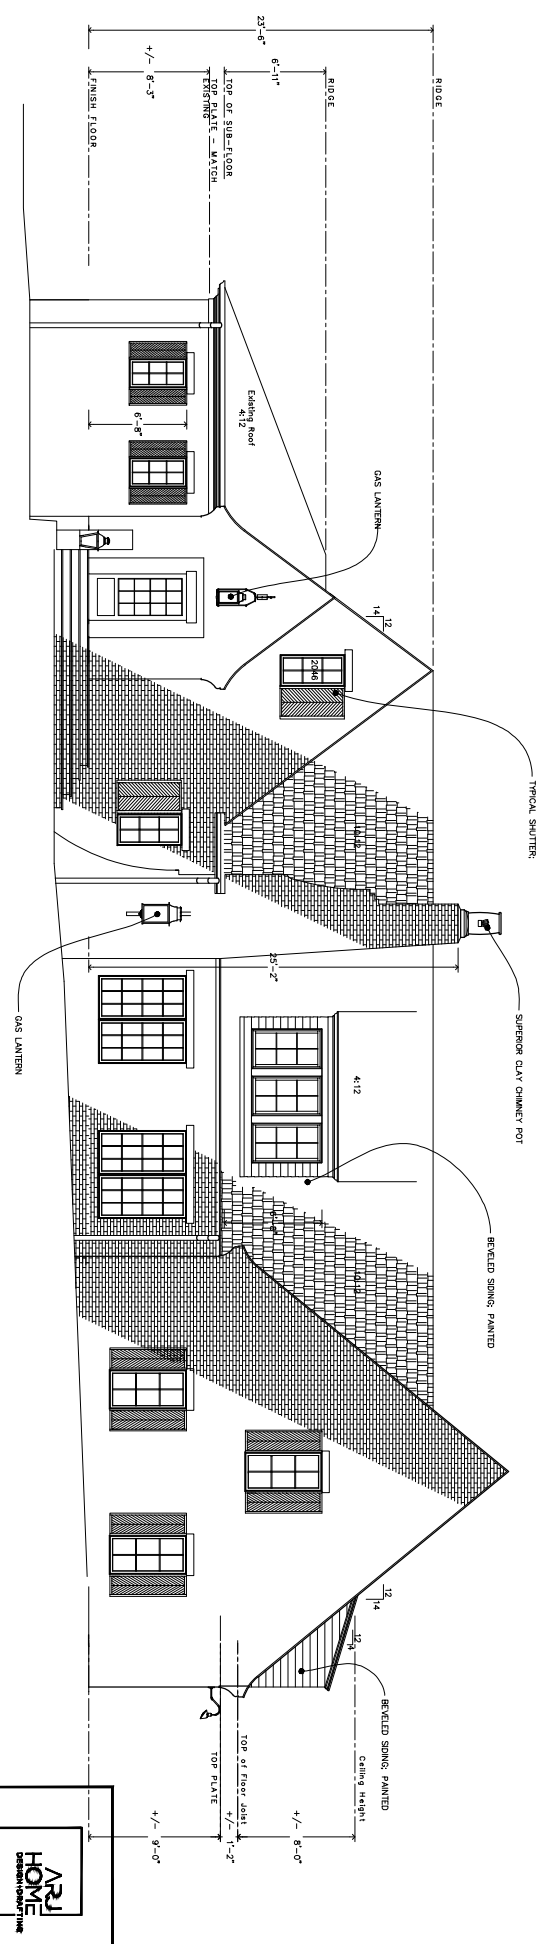 23'-6"
+/- 8'-3"
6'-11"
FINISH FLOOR
TOP PLATE - MATCH
EXISTING
TOP OF SUB-FLOOR
RIDGE
RIDGE
Existing Roof
4:12
6'-8"
GAS LANTERN
12
14
2046
TYPICAL SHUTTER;
10:12
25'-2"
GAS LANTERN
SUPERIOR CLAY CHIMNEY POT
4:12
BEVELED SIDING; PAINTED
10:12
12
14
12
4
BEVELED SIDING; PAINTED
Ceiling Height
TOP of Floor Joist
TOP PLATE
+/- 8'-0"
+/- 1'-2"
+/- 9'-0"
ARJ
HOME
DESIGN+DRAFTING